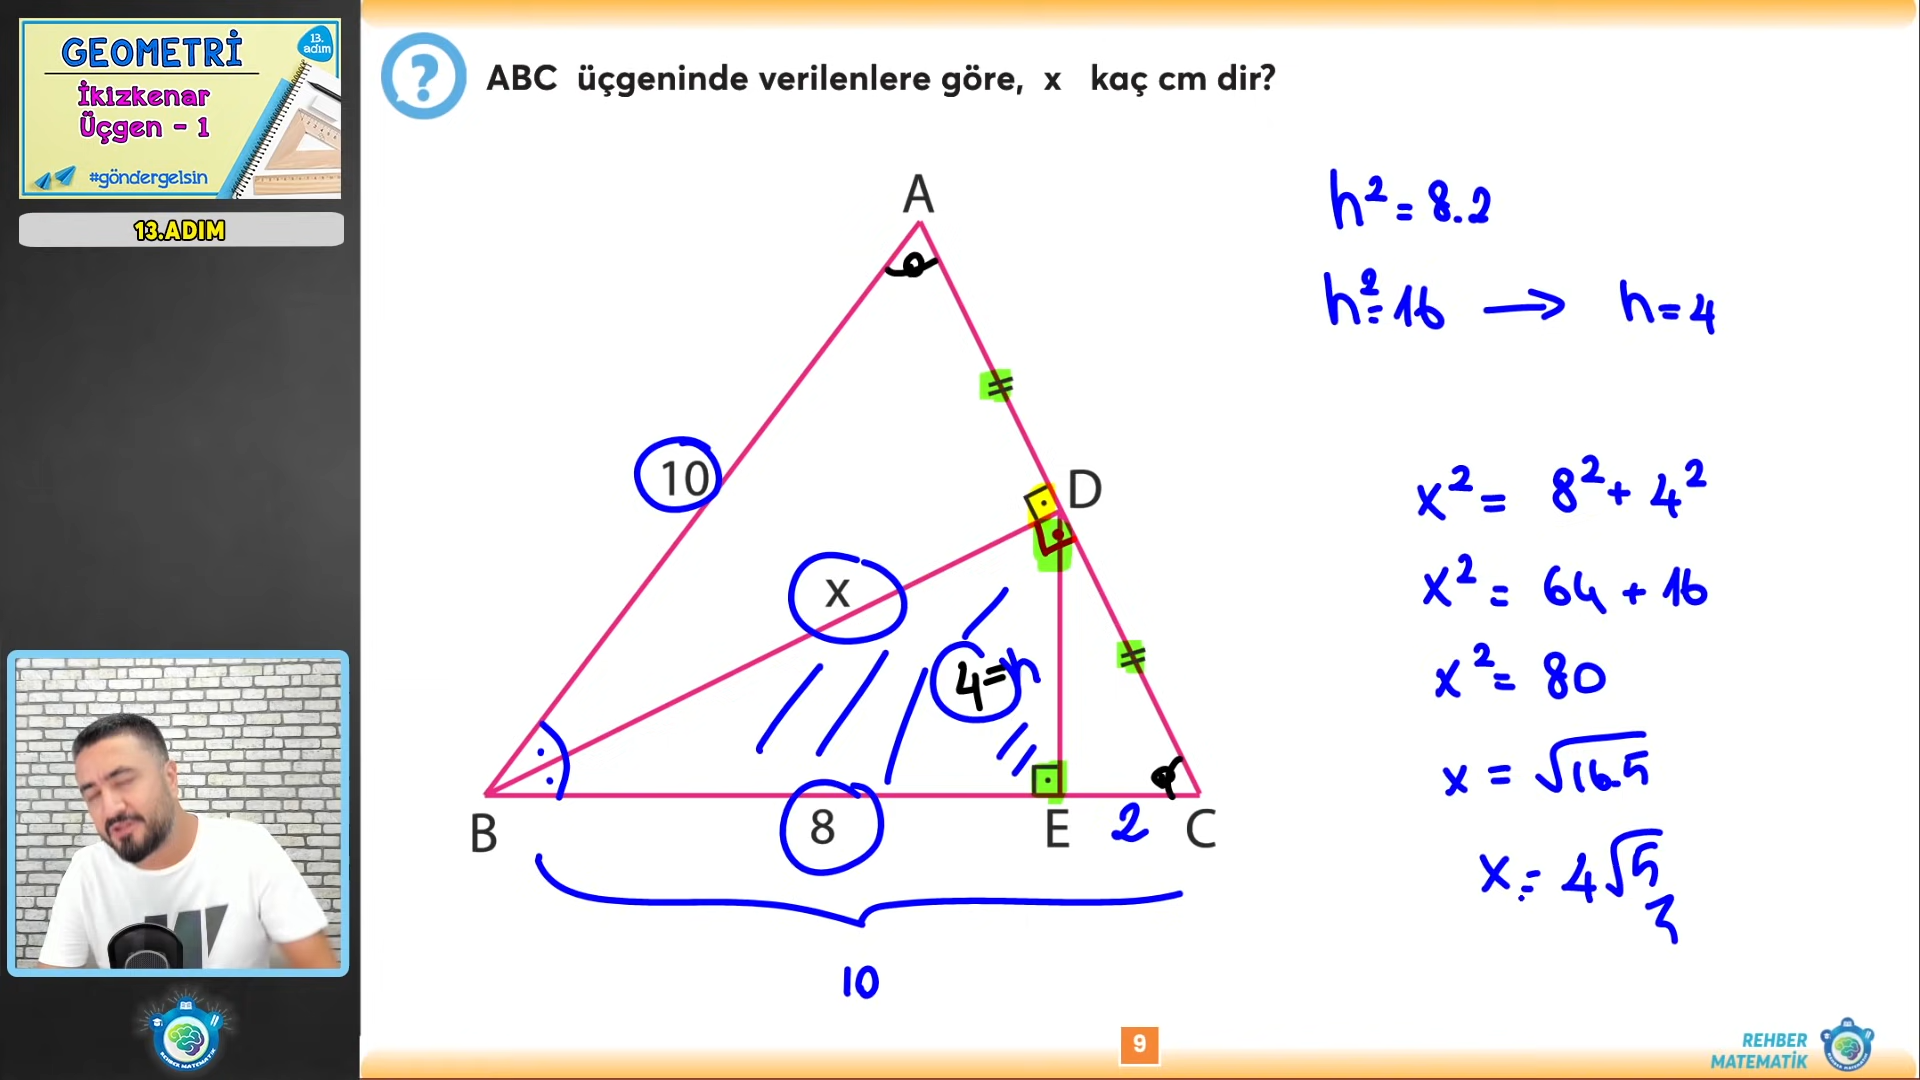 GEOMETRİ
13. adım
İkizkenar
Üçgen - 1
#göndergelsin
13.ADIM
? ABC üçgeninde verilenlere göre, x kaç cm dir?
A
10
D
x
4=h
B
8
E
2
C
10
h² = 8.2
h² = 16 → h = 4
x² = 8² + 4²
x² = 64 + 16
x² = 80
x = √16.5
x = 4√5
9
REHBER
MATEMATİK
REHBER MATEMATİK